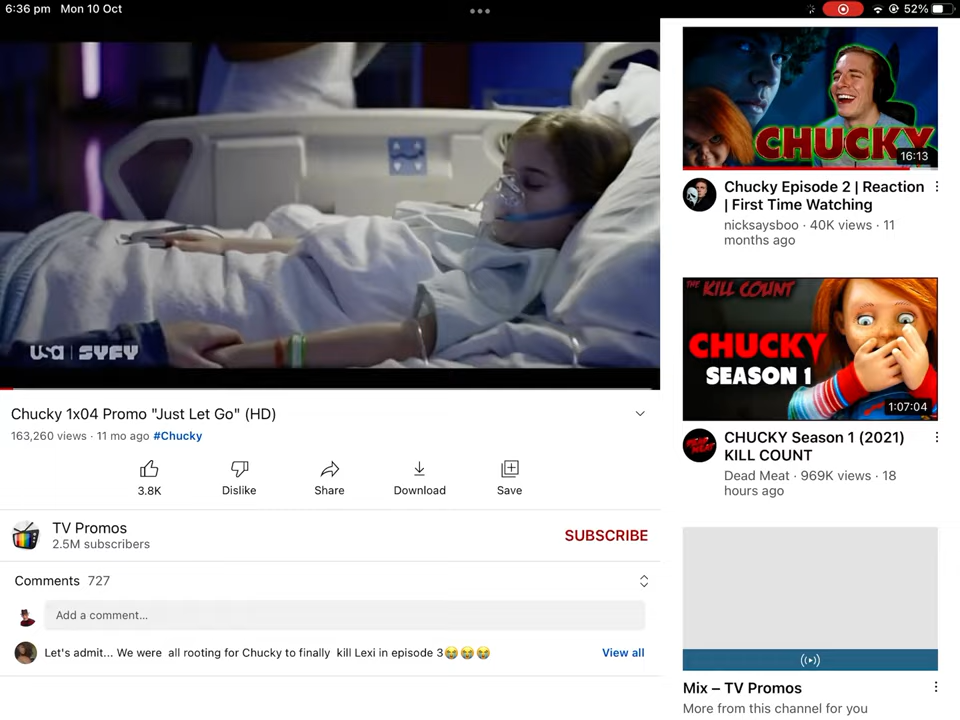 6:36 pm Mon 10 Oct
52%
USA | SYFY
Chucky 1x04 Promo "Just Let Go" (HD)
163,260 views · 11 mo ago #Chucky
3.8K Dislike Share Download Save
TV Promos
2.5M subscribers
SUBSCRIBE
Comments 727
Add a comment...
Let's admit... We were all rooting for Chucky to finally kill Lexi in episode 3😭😭😭
View all
CHUCKY
16:13
Chucky Episode 2 | Reaction
| First Time Watching
nicksaysboo · 40K views · 11
months ago
THE KILL COUNT
CHUCKY
SEASON 1
1:07:04
DEAD MEAT
CHUCKY Season 1 (2021)
KILL COUNT
Dead Meat · 969K views · 18
hours ago
Mix – TV Promos
More from this channel for you